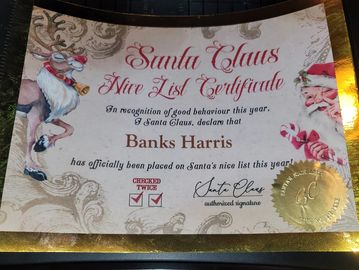 Santa Claus
Nice List Certificate
In recognition of good behaviour this year,
I Santa Claus, declare that
Banks Harris
has officially been placed on Santa's nice list this year!
CHECKED
TWICE
Santa Claus
authorised signature